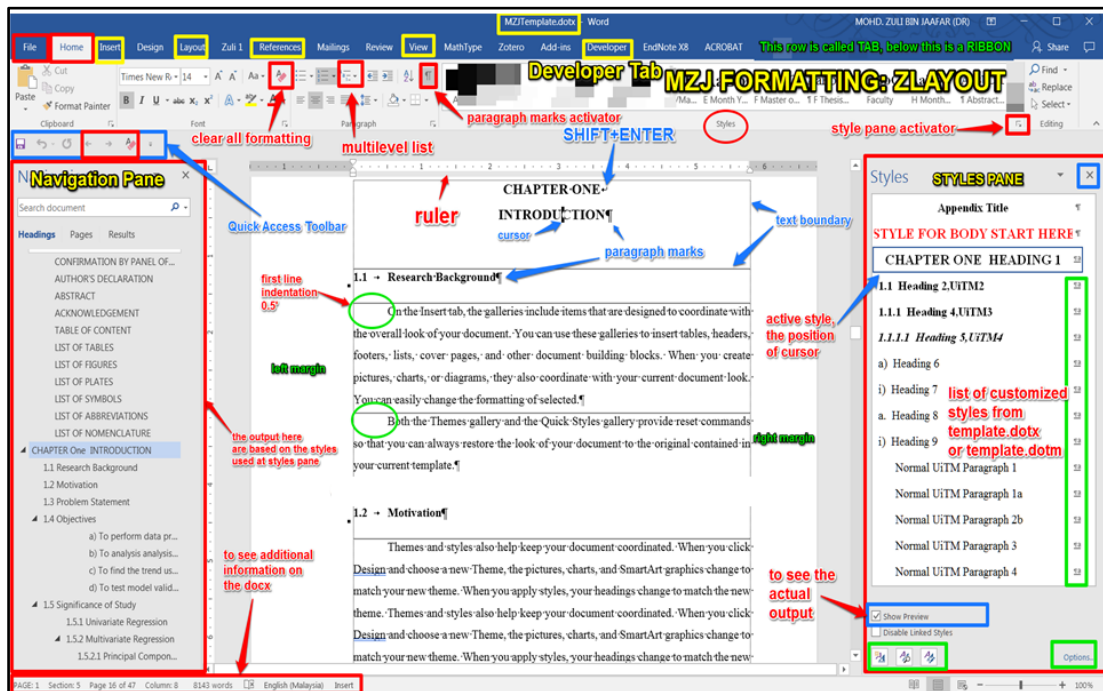 MZJTemplate.dotx - Word
MOHD. ZULI BIN JAAFAR (DR)
File Home Insert Design Layout Zuli 1 References Mailings Review View MathType Zotero Add-ins Developer EndNote X8 ACROBAT
This row is called TAB, below this is a RIBBON
Share
Cut
Copy
Format Painter
Paste
Times New R 14
Developer Tab
MZJ FORMATTING: ZLAYOUT
E Month Y... F Master o... ¶ F Thesis... Faculty H Month... ¶ Abstract...
Find
Replace
Select
Clipboard
Font
Paragraph
Styles
Editing
clear all formatting
multilevel list
paragraph marks activator
SHIFT+ENTER
style pane activator
Navigation Pane
Search document
Headings Pages Results
CONFIRMATION BY PANEL OF...
AUTHOR'S DECLARATION
ABSTRACT
ACKNOWLEDGEMENT
TABLE OF CONTENT
LIST OF TABLES
LIST OF FIGURES
LIST OF PLATES
LIST OF SYMBOLS
LIST OF ABBREVIATIONS
LIST OF NOMENCLATURE
CHAPTER One INTRODUCTION
1.1 Research Background
1.2 Motivation
1.3 Problem Statement
1.4 Objectives
a) To perform data pr...
b) To analysis analysis...
c) To find the trend us...
d) To test model valid...
1.5 Significance of Study
1.5.1 Univariate Regression
1.5.2 Multivariate Regression
1.5.2.1 Principal Compon...
Quick Access Toolbar
ruler
cursor
text boundary
paragraph marks
first line
indentation
0.5'
left margin
right margin
the output here
are based on the styles
used at styles pane
to see additional
information on
the docx
CHAPTER ONE
INTRODUCTION¶
1.1 Research Background¶
On the Insert tab, the galleries include items that are designed to coordinate with
the overall look of your document. You can use these galleries to insert tables, headers,
footers, lists, cover pages, and other document building blocks. When you create
pictures, charts, or diagrams, they also coordinate with your current document look.
You can easily change the formatting of selected.¶
Both the Themes gallery and the Quick Styles gallery provide reset commands
so that you can always restore the look of your document to the original contained in
your current template.¶
1.2 Motivation¶
Themes and styles also help keep your document coordinated. When you click
Design and choose a new Theme, the pictures, charts, and SmartArt graphics change to
match your new theme. When you apply styles, your headings change to match the new
theme. Themes and styles also help keep your document coordinated. When you click
Design and choose a new Theme, the pictures, charts, and SmartArt graphics change to
match your new theme. When you apply styles, your headings change to match the new
Styles
STYLES PANE
Appendix Title
STYLE FOR BODY START HERE
CHAPTER ONE HEADING 1
1.1 Heading 2,UiTM2
1.1.1 Heading 4,UiTM3
1.1.1.1 Heading 5,UiTM4
a) Heading 6
i) Heading 7
a. Heading 8
i) Heading 9
Normal UiTM Paragraph 1
Normal UiTM Paragraph 1a
Normal UiTM Paragraph 2b
Normal UiTM Paragraph 3
Normal UiTM Paragraph 4
active style,
the position
of cursor
list of customized
styles from
template.dotx
or template.dotm
to see the
actual
output
Show Preview
Disable Linked Styles
Options...
PAGE: 1 Section: 5 Page 16 of 47 Column: 8 8143 words English (Malaysia) Insert
100%